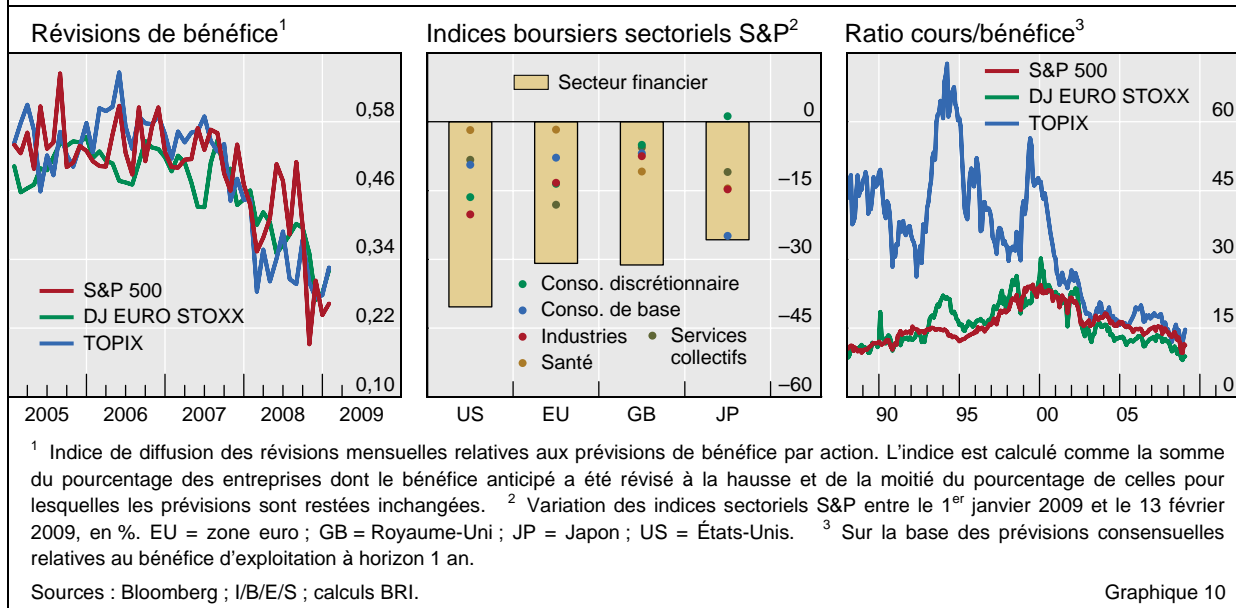 Révisions de bénéfice¹
0,58
0,46
0,34
0,22
0,10
S&P 500
DJ EURO STOXX
TOPIX
2005 2006 2007 2008 2009
Indices boursiers sectoriels S&P²
Secteur financier
0
–15
–30
–45
–60
Conso. discrétionnaire
Conso. de base
Industries
Santé
Services
collectifs
US EU GB JP
Ratio cours/bénéfice³
S&P 500
DJ EURO STOXX
TOPIX
60
45
30
15
0
90 95 00 05
¹ Indice de diffusion des révisions mensuelles relatives aux prévisions de bénéfice par action. L'indice est calculé comme la somme
du pourcentage des entreprises dont le bénéfice anticipé a été révisé à la hausse et de la moitié du pourcentage de celles pour
lesquelles les prévisions sont restées inchangées. ² Variation des indices sectoriels S&P entre le 1er janvier 2009 et le 13 février
2009, en %. EU = zone euro ; GB = Royaume-Uni ; JP = Japon ; US = États-Unis. ³ Sur la base des prévisions consensuelles
relatives au bénéfice d'exploitation à horizon 1 an.
Sources : Bloomberg ; I/B/E/S ; calculs BRI.
Graphique 10